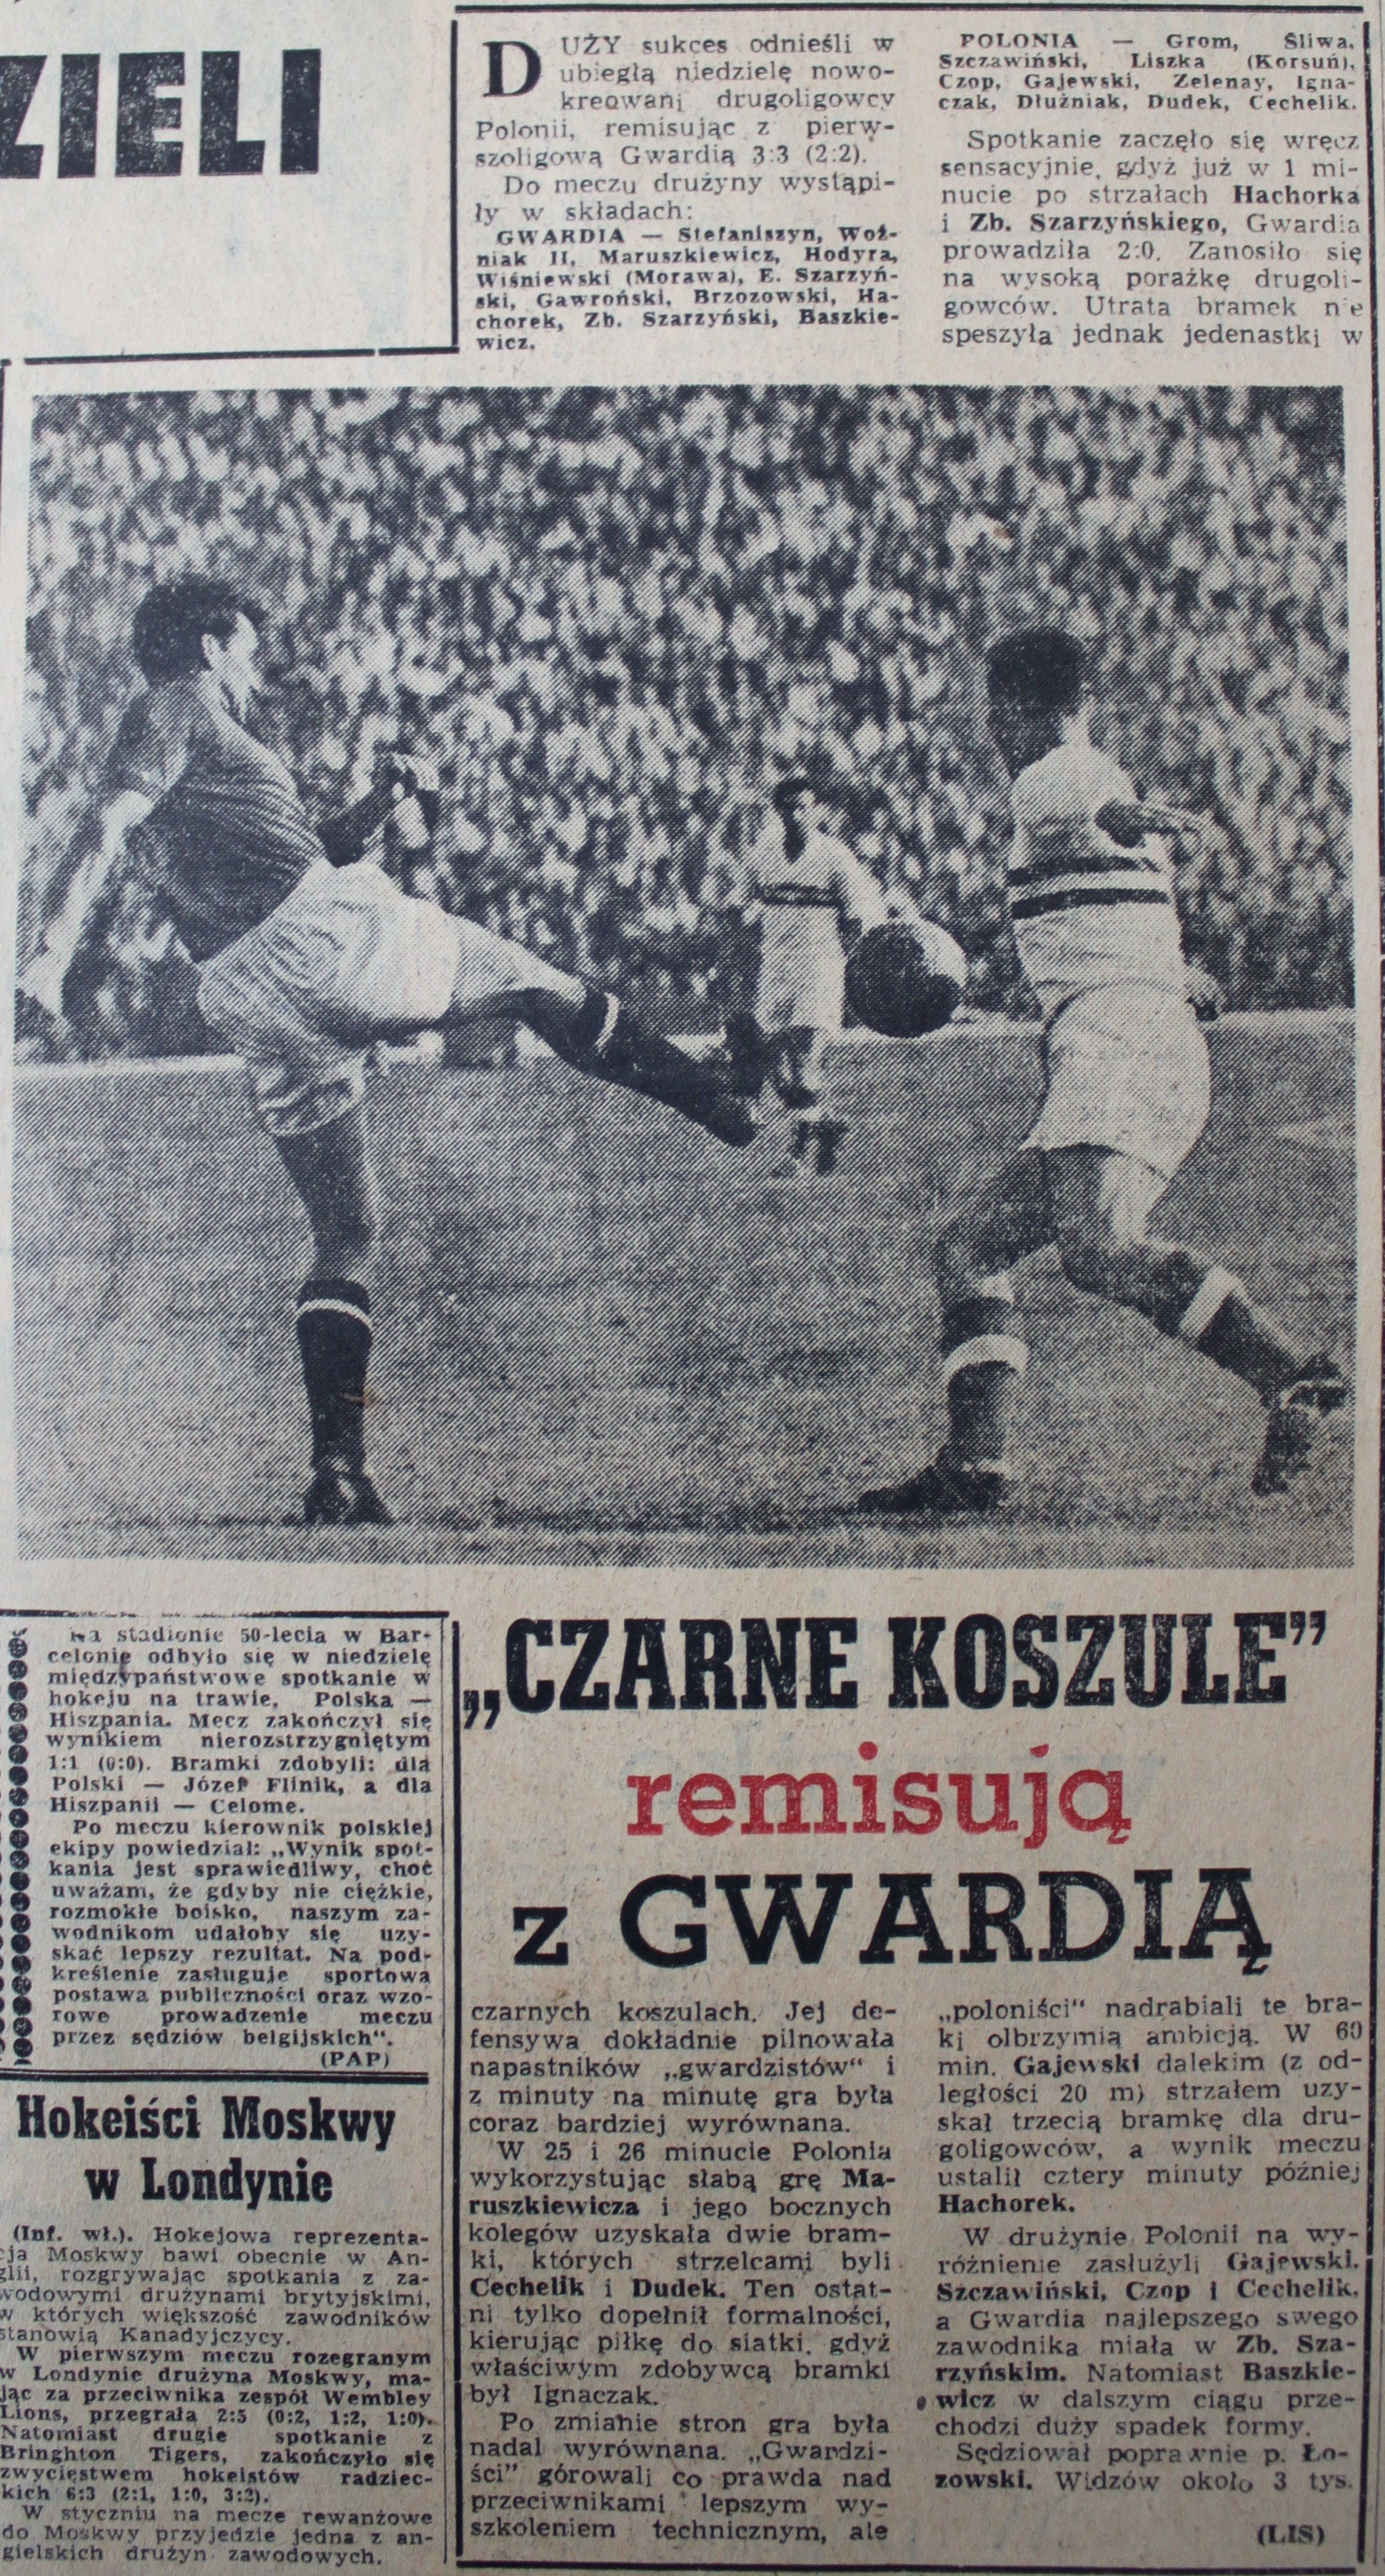 ZIELI
DUŻY sukces odnieśli w
ubiegłą niedzielę nowo-
kreowani drugoligowcy
Polonii, remisując z pierw-
szoligową Gwardią 3:3 (2:2).
Do meczu drużyny wystąpi-
ły w składach:
GWARDIA — Stefaniszyn, Woź-
niak II, Maruszkiewicz, Hodyra,
Wiśniewski (Morawa), E. Szarzyń-
ski, Gawroński, Brzozowski, Ha-
chorek, Zb. Szarzyński, Baszkie-
wicz.
POLONIA — Grom, Śliwa,
Szczawiński, Liszka (Korsuń),
Czop, Gajewski, Zelenay, Igna-
czak, Dłużniak, Dudek, Cechelik.
Spotkanie zaczęło się wręcz
sensacyjnie, gdyż już w 1 mi-
nucie po strzałach Hachorka
i Zb. Szarzyńskiego, Gwardia
prowadziła 2:0. Zanosiło się
na wysoką porażkę drugoli-
gowców. Utrata bramek nie
speszyła jednak jedenastki w
„CZARNE KOSZULE”
remisują
z GWARDIĄ
czarnych koszulach. Jej de-
fensywa dokładnie pilnowała
napastników „gwardzistów“ i
z minuty na minutę gra była
coraz bardziej wyrównana.
W 25 i 26 minucie Polonia
wykorzystując słabą grę Ma-
ruszkiewicza i jego bocznych
kolegów uzyskała dwie bram-
ki, których strzelcami byli
Cechelik i Dudek. Ten ostat-
ni tylko dopełnił formalności,
kierując piłkę do siatki, gdyż
właściwym zdobywcą bramki
był Ignaczak.
Po zmianie stron gra była
nadal wyrównana. „Gwardzi-
ści” górowali co prawda nad
przeciwnikami lepszym wy-
szkoleniem technicznym, ale
„poloniści“ nadrabiali te bra-
ki olbrzymią ambicją. W 60
min. Gajewski dalekim (z od-
ległości 20 m) strzałem uzy-
skał trzecią bramkę dla dru-
goligowców, a wynik meczu
ustalił cztery minuty później
Hachorek.
W drużynie Polonii na wy-
różnienie zasłużyli Gajewski,
Szczawiński, Czop i Cechelik,
a Gwardia najlepszego swego
zawodnika miała w Zb. Sza-
rzyńskim. Natomiast Baszkie-
wicz w dalszym ciągu prze-
chodzi duży spadek formy.
Sędziował poprawnie p. Ło-
zowski. Widzów około 3 tys.
(LIS)
Na stadionie 50-lecia w Bar-
celonie odbyło się w niedzielę
międzypaństwowe spotkanie w
hokeju na trawie, Polska —
Hiszpania. Mecz zakończył się
wynikiem nierozstrzygniętym
1:1 (0:0). Bramki zdobyli: dla
Polski — Józef Flinik, a dla
Hiszpanii — Celome.
Po meczu kierownik polskiej
ekipy powiedział: „Wynik spot-
kania jest sprawiedliwy, choć
uważam, że gdyby nie ciężkie,
rozmokłe boisko, naszym za-
wodnikom udałoby się uzy-
skać lepszy rezultat. Na pod-
kreślenie zasługuje sportowa
postawa publiczności oraz wzo-
rowe prowadzenie meczu
przez sędziów belgijskich“.
(PAP)
Hokeiści Moskwy
w Londynie
(Inf. wł.). Hokejowa reprezenta-
cja Moskwy bawi obecnie w An-
glii, rozgrywając spotkania z za-
wodowymi drużynami brytyjskimi,
w których większość zawodników
stanowią Kanadyjczycy.
W pierwszym meczu rozegranym
w Londynie drużyna Moskwy, ma-
jąc za przeciwnika zespół Wembley
Lions, przegrała 2:5 (0:2, 1:2, 1:0).
Natomiast drugie spotkanie z
Bringhton Tigers, zakończyło się
zwycięstwem hokeistów radziec-
kich 6:3 (2:1, 1:0, 3:2).
W styczniu na mecze rewanżowe
do Moskwy przyjedzie jedna z an-
gielskich drużyn zawodowych.